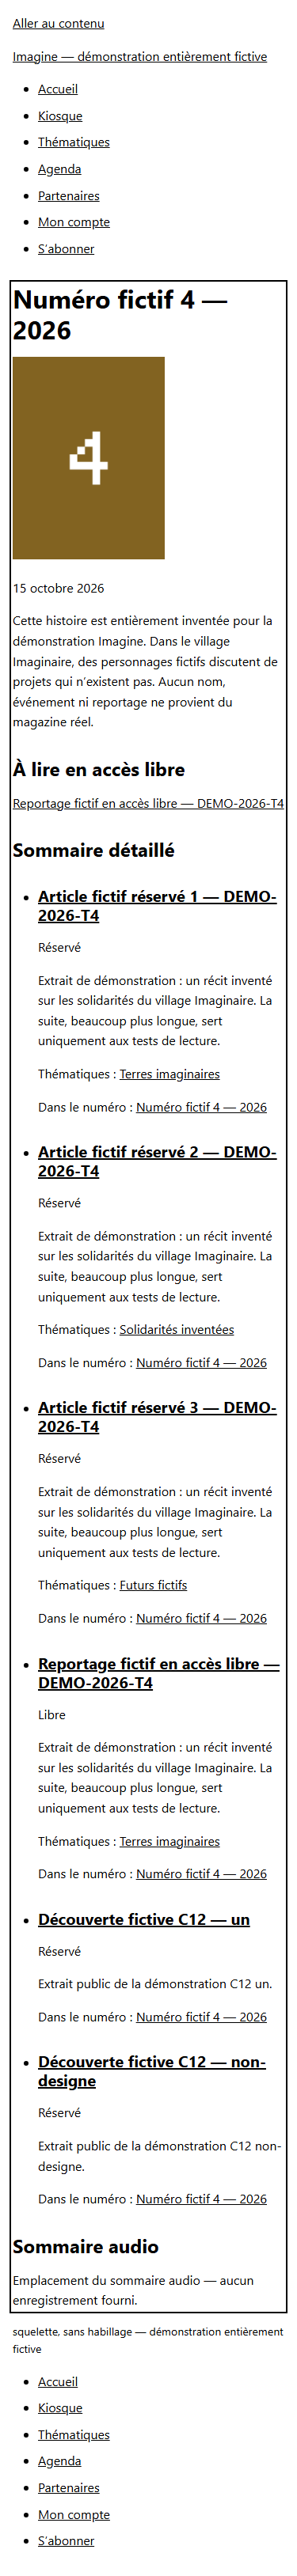 Aller au contenu
Imagine — démonstration entièrement fictive
Accueil
Kiosque
Thématiques
Agenda
Partenaires
Mon compte
S'abonner
Numéro fictif 4 —
2026
4
15 octobre 2026
Cette histoire est entièrement inventée pour la
démonstration Imagine. Dans le village
Imaginaire, des personnages fictifs discutent de
projets qui n'existent pas. Aucun nom,
événement ni reportage ne provient du
magazine réel.
À lire en accès libre
Reportage fictif en accès libre — DEMO-2026-T4
Sommaire détaillé
Article fictif réservé 1 — DEMO-
2026-T4
Réservé
Extrait de démonstration : un récit inventé
sur les solidarités du village Imaginaire. La
suite, beaucoup plus longue, sert
uniquement aux tests de lecture.
Thématiques : Terres imaginaires
Dans le numéro : Numéro fictif 4 — 2026
Article fictif réservé 2 — DEMO-
2026-T4
Réservé
Extrait de démonstration : un récit inventé
sur les solidarités du village Imaginaire. La
suite, beaucoup plus longue, sert
uniquement aux tests de lecture.
Thématiques : Solidarités inventées
Dans le numéro : Numéro fictif 4 — 2026
Article fictif réservé 3 — DEMO-
2026-T4
Réservé
Extrait de démonstration : un récit inventé
sur les solidarités du village Imaginaire. La
suite, beaucoup plus longue, sert
uniquement aux tests de lecture.
Thématiques : Futurs fictifs
Dans le numéro : Numéro fictif 4 — 2026
Reportage fictif en accès libre —
DEMO-2026-T4
Libre
Extrait de démonstration : un récit inventé
sur les solidarités du village Imaginaire. La
suite, beaucoup plus longue, sert
uniquement aux tests de lecture.
Thématiques : Terres imaginaires
Dans le numéro : Numéro fictif 4 — 2026
Découverte fictive C12 — un
Réservé
Extrait public de la démonstration C12 un.
Dans le numéro : Numéro fictif 4 — 2026
Découverte fictive C12 — non-
designe
Réservé
Extrait public de la démonstration C12 non-
designe.
Dans le numéro : Numéro fictif 4 — 2026
Sommaire audio
Emplacement du sommaire audio — aucun
enregistrement fourni.
squelette, sans habillage — démonstration entièrement
fictive
Accueil
Kiosque
Thématiques
Agenda
Partenaires
Mon compte
S'abonner